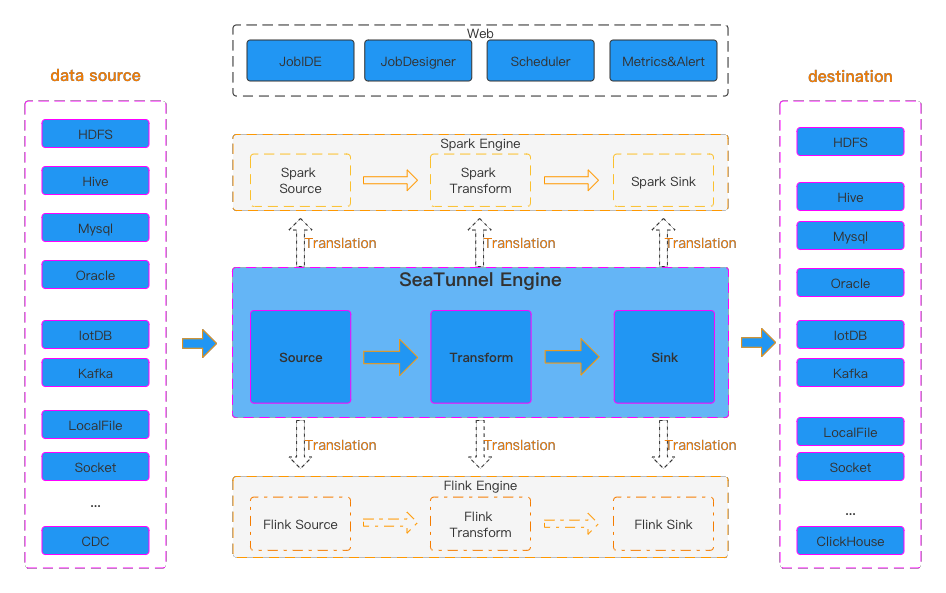 data source
HDFS
Hive
Mysql
Oracle
IotDB
Kafka
LocalFile
Socket
...
CDC
Web
JobIDE
JobDesigner
Scheduler
Metrics&Alert
Spark Engine
Spark
Source
Spark
Transform
Spark Sink
Translation
Translation
Translation
SeaTunnel Engine
Source
Transform
Sink
Translation
Translation
Translation
Flink Engine
Flink Source
Flink
Transform
Flink Sink
destination
HDFS
Hive
Mysql
Oracle
IotDB
Kafka
LocalFile
Socket
...
ClickHouse